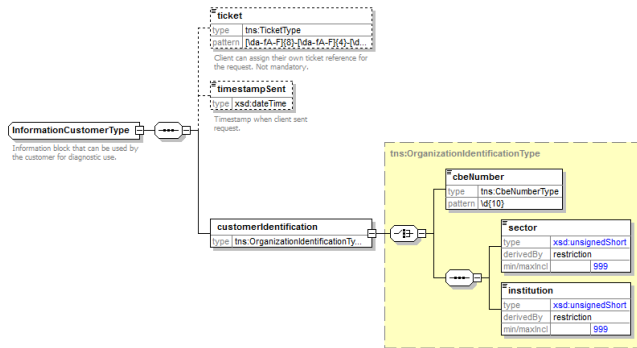 ticket
type tns:TicketType
pattern [\da-fA-F]{8}-[\da-fA-F]{4}-[\d...
Client can assign their own ticket reference for
the request. Not mandatory.
timestampSent
type xsd:dateTime
Timestamp when client sent
request.
InformationCustomerType
Information block that can be used by
the customer for diagnostic use.
customerIdentification
type tns:OrganizationIdentificationTy...
tns:OrganizationIdentificationType
cbeNumber
type tns:CbeNumberType
pattern \d{10}
sector
type xsd:unsignedShort
derivedBy restriction
min/maxIncl 999
institution
type xsd:unsignedShort
derivedBy restriction
min/maxIncl 999